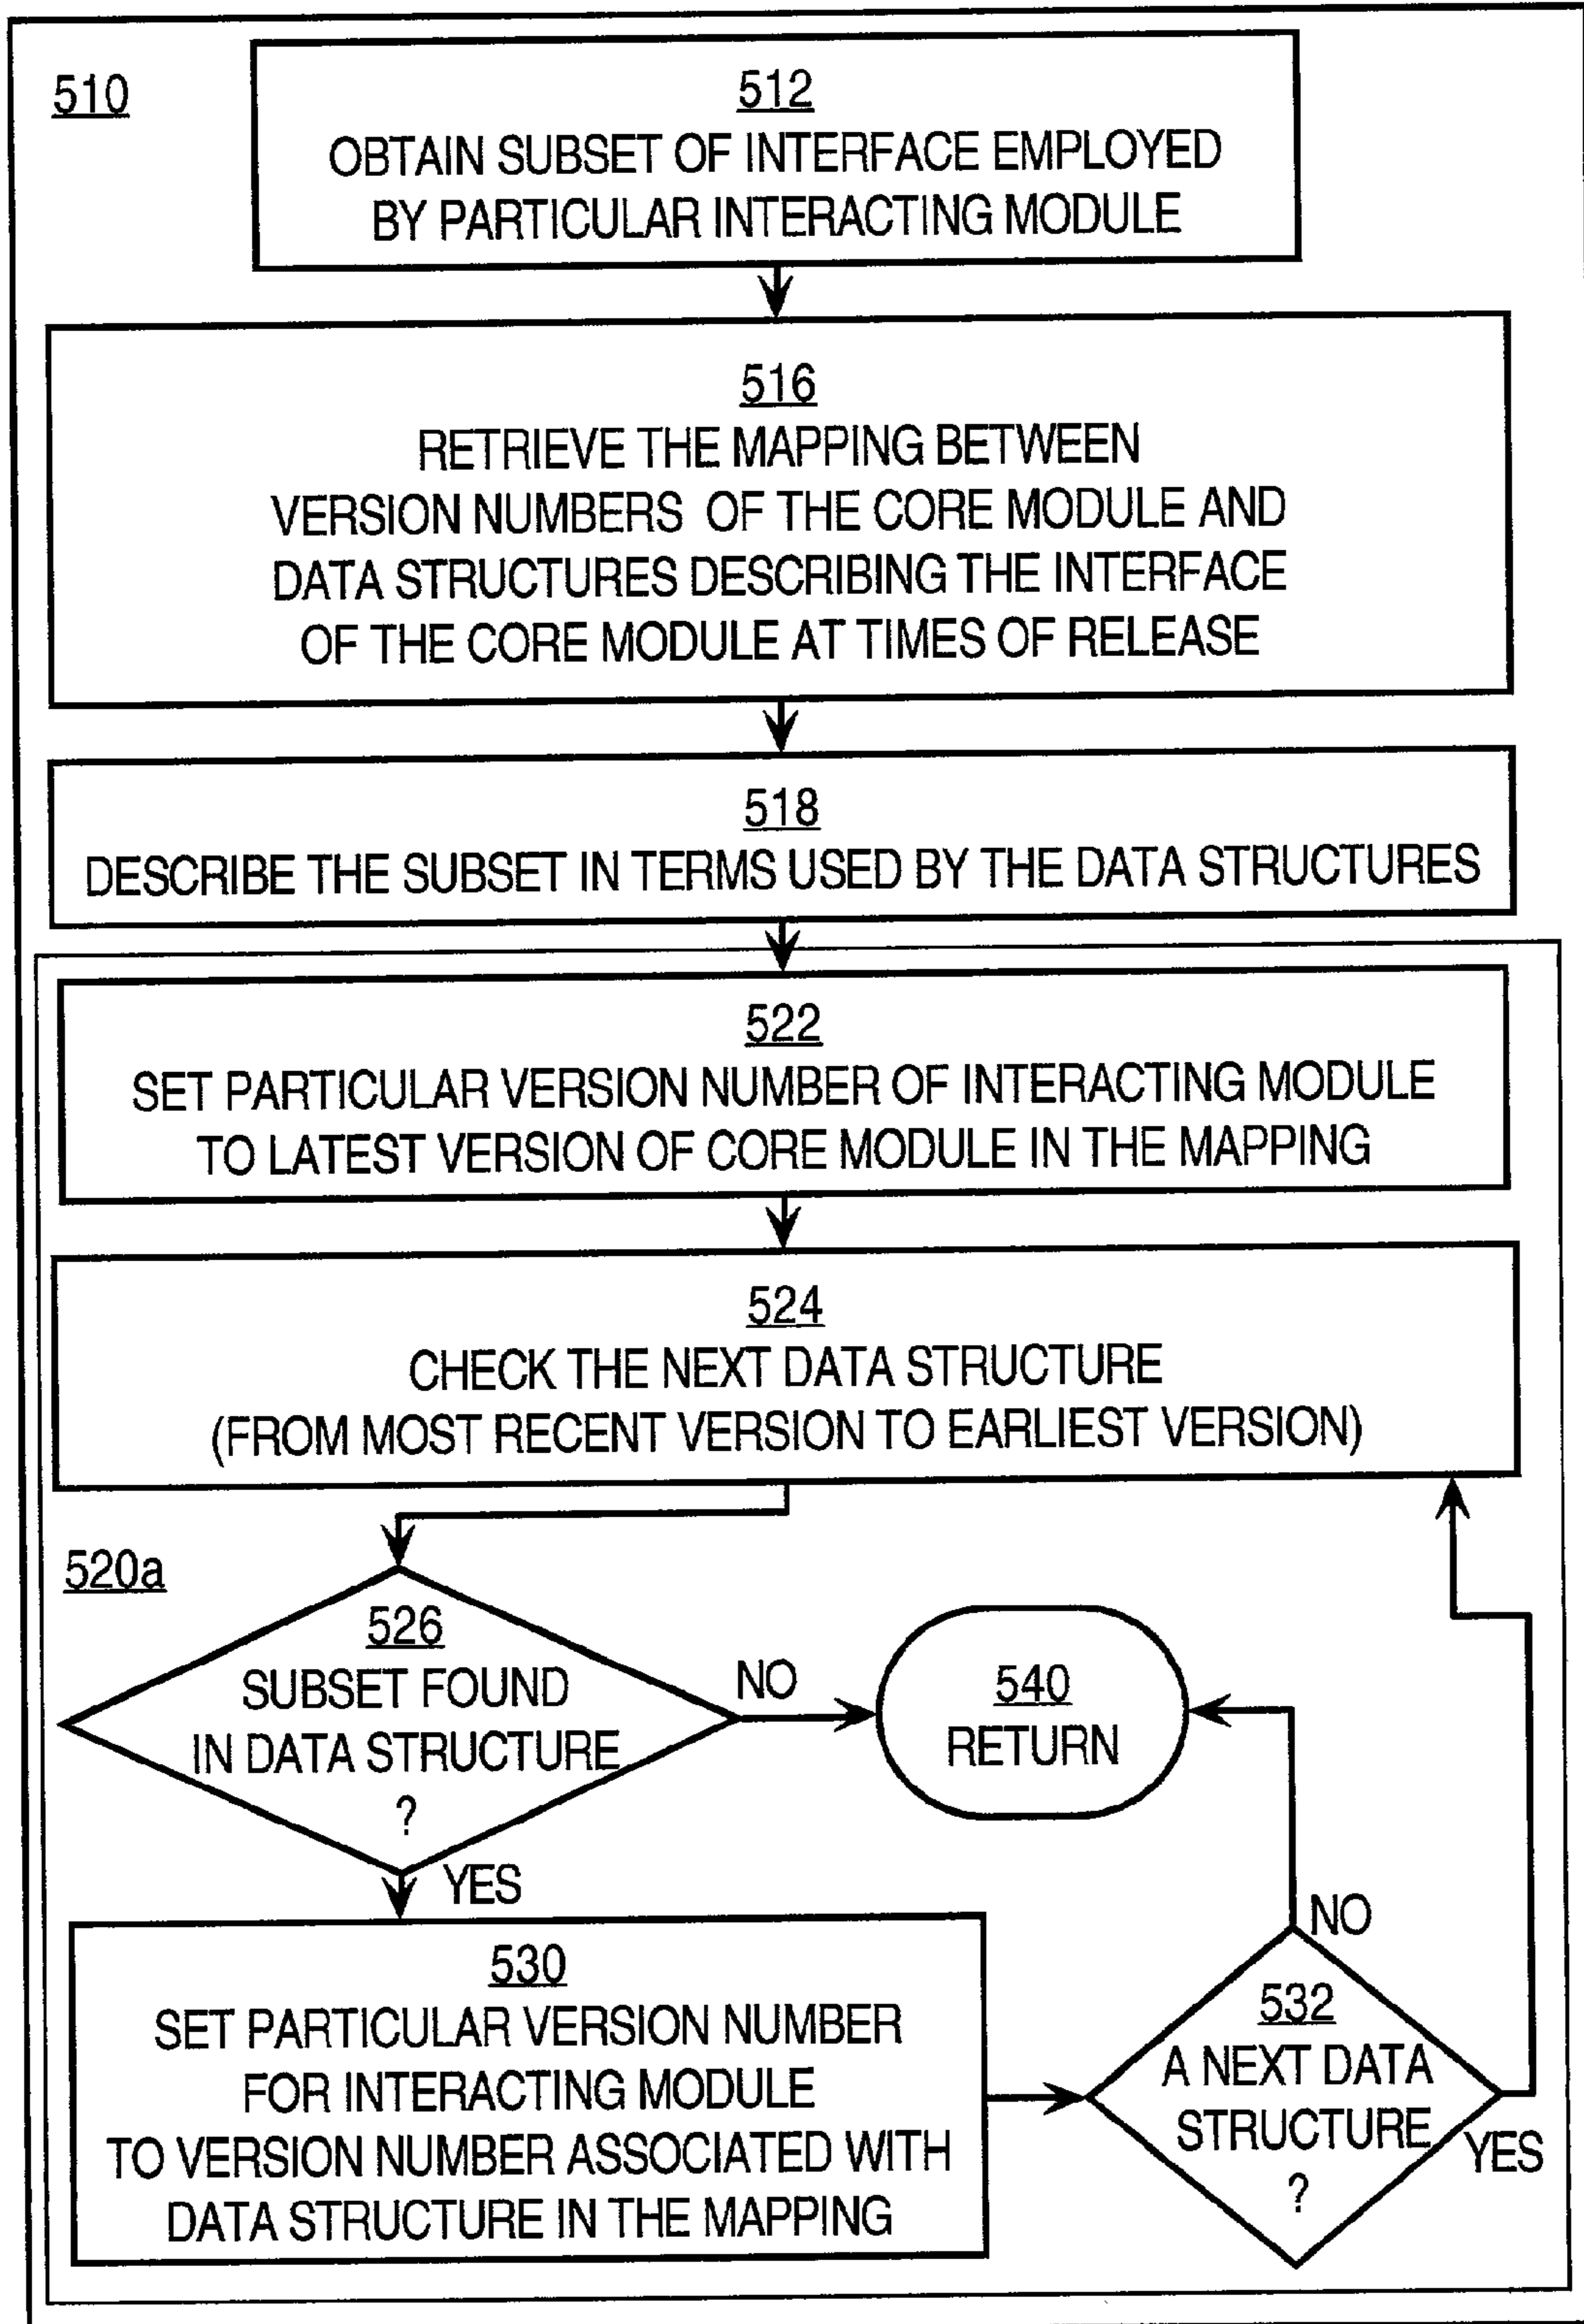 510
512
OBTAIN SUBSET OF INTERFACE EMPLOYED
BY PARTICULAR INTERACTING MODULE
516
RETRIEVE THE MAPPING BETWEEN
VERSION NUMBERS OF THE CORE MODULE AND
DATA STRUCTURES DESCRIBING THE INTERFACE
OF THE CORE MODULE AT TIMES OF RELEASE
518
DESCRIBE THE SUBSET IN TERMS USED BY THE DATA STRUCTURES
522
SET PARTICULAR VERSION NUMBER OF INTERACTING MODULE
TO LATEST VERSION OF CORE MODULE IN THE MAPPING
524
CHECK THE NEXT DATA STRUCTURE
(FROM MOST RECENT VERSION TO EARLIEST VERSION)
520a
526
SUBSET FOUND
IN DATA STRUCTURE
?
NO
540
RETURN
YES
530
SET PARTICULAR VERSION NUMBER
FOR INTERACTING MODULE
TO VERSION NUMBER ASSOCIATED WITH
DATA STRUCTURE IN THE MAPPING
NO
532
A NEXT DATA
STRUCTURE
?
YES